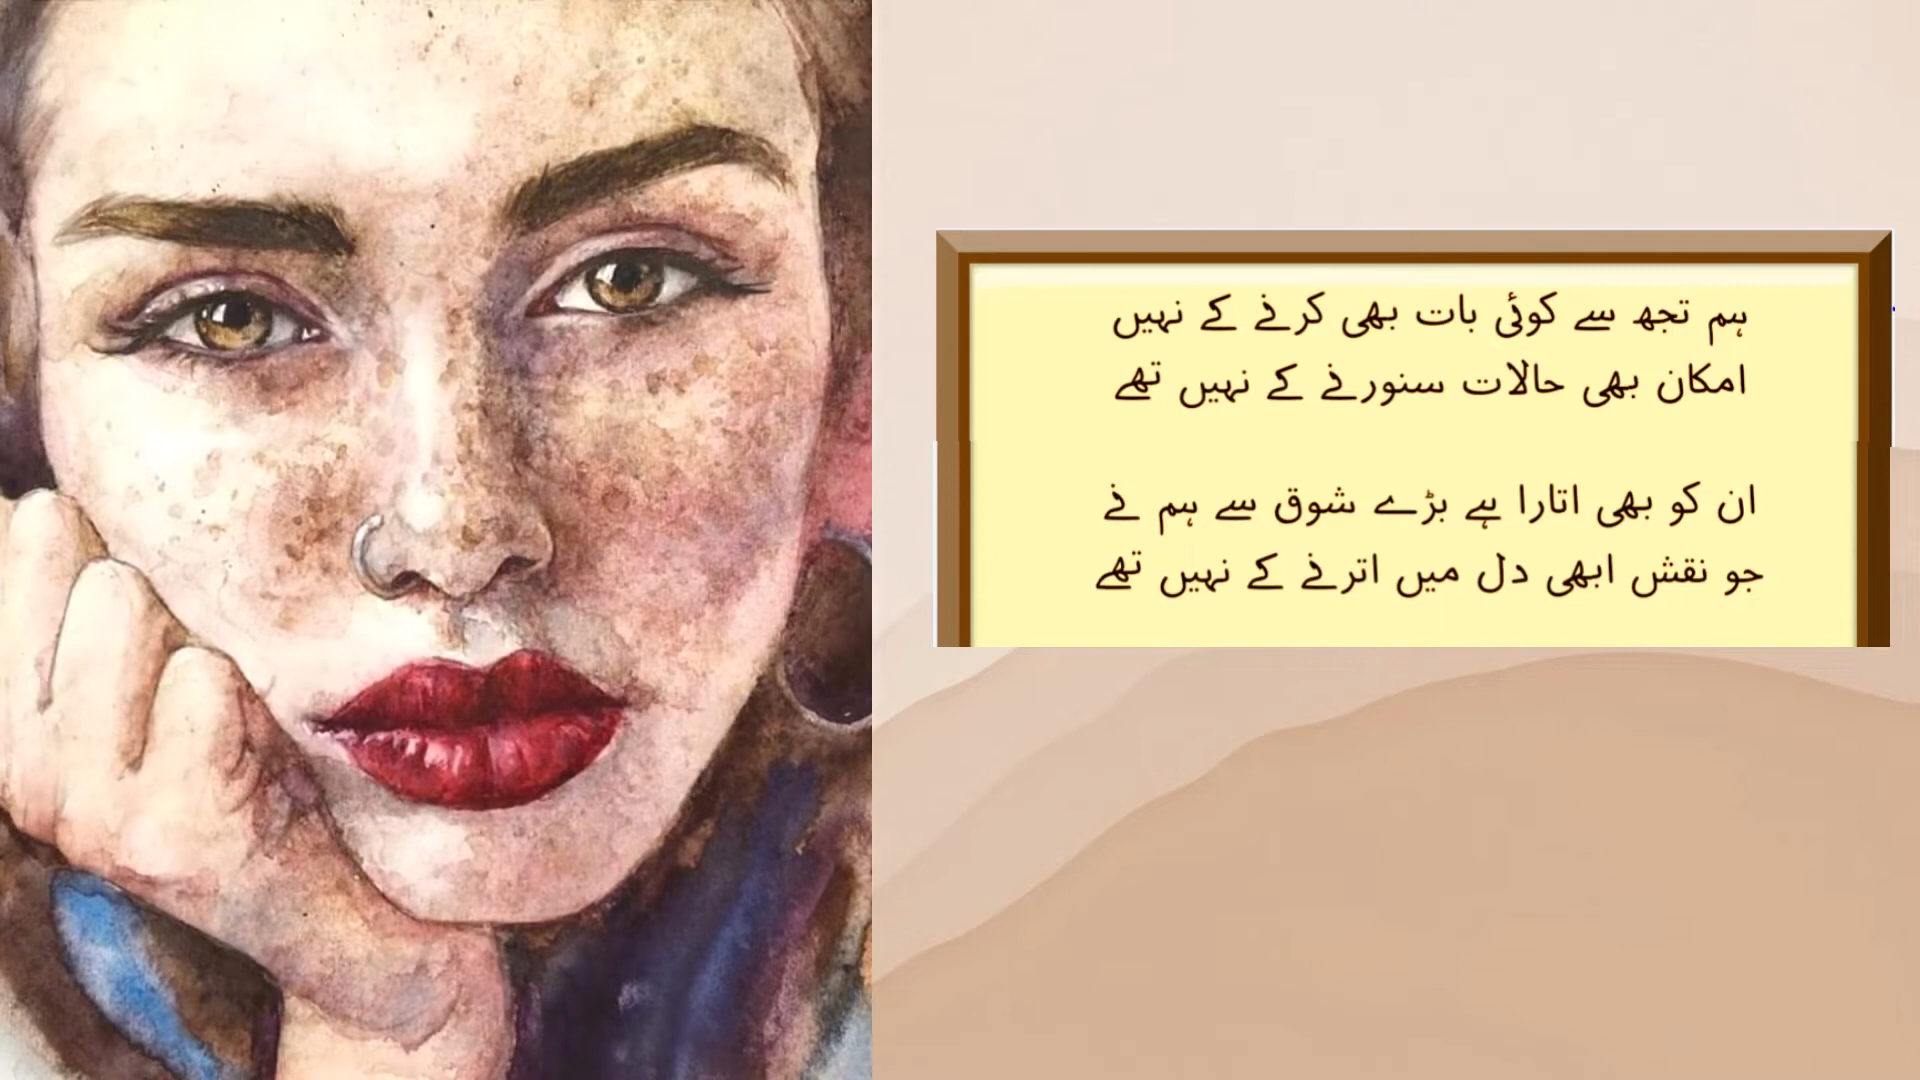 ہم تجھ سے کوئی بات بھی کرنے کے نہیں
امکان بھی حالات سنورنے کے نہیں تھے
ان کو بھی اتارا ہے بڑے شوق سے ہم نے
جو نقش ابھی دل میں اترنے کے نہیں تھے